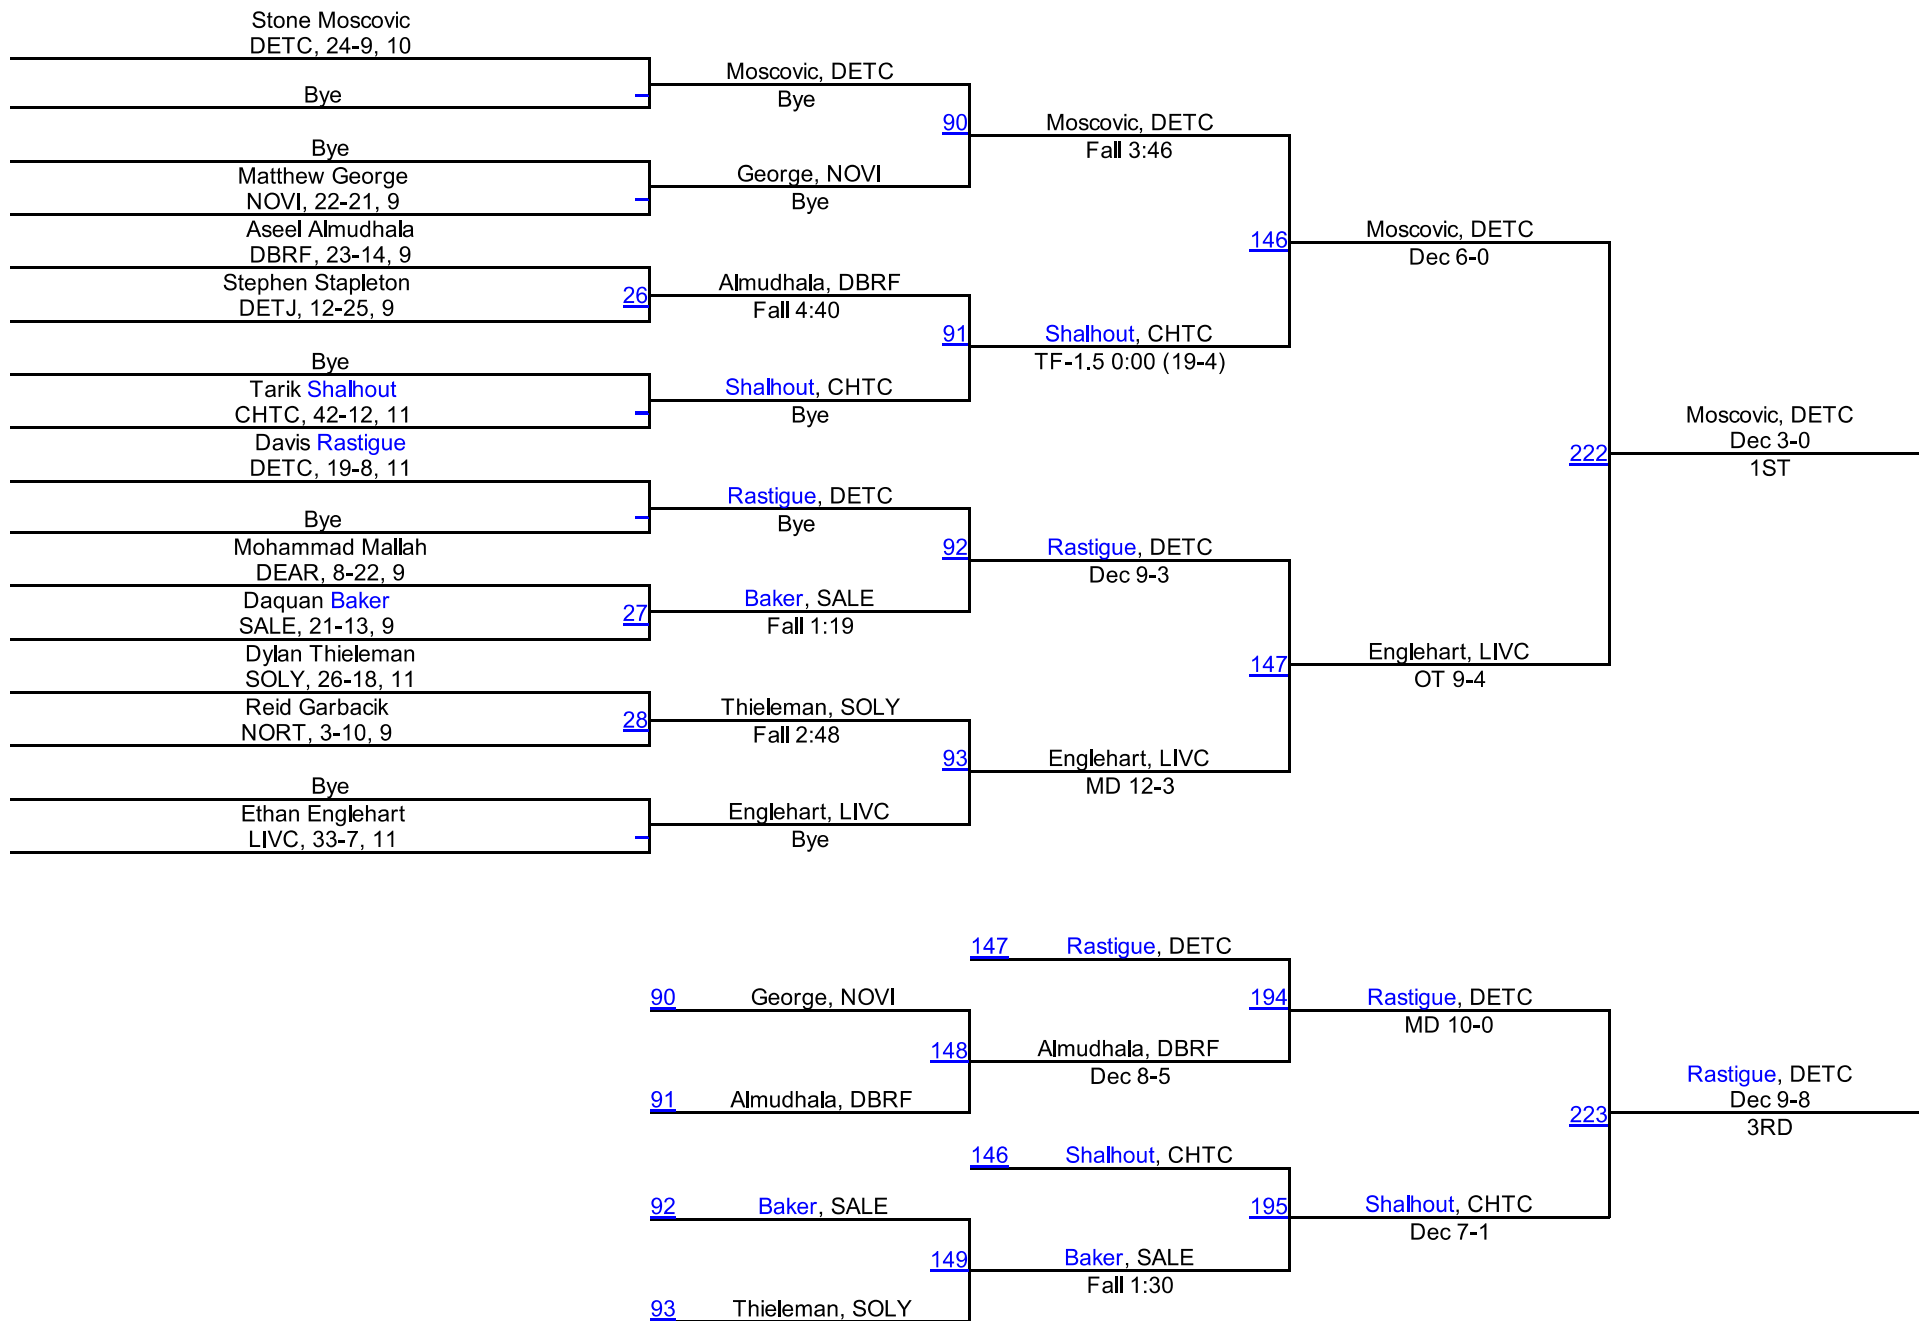 Stone Moscovic
DETC, 24-9, 10
Bye
Bye
Matthew George
NOVI, 22-21, 9
Aseel Almudhala
DBRF, 23-14, 9
Stephen Stapleton
DETJ, 12-25, 9
26
Bye
Tarik Shalhout
CHTC, 42-12, 11
Davis Rastigue
DETC, 19-8, 11
Bye
Mohammad Mallah
DEAR, 8-22, 9
Daquan Baker
SALE, 21-13, 9
27
Dylan Thieleman
SOLY, 26-18, 11
Reid Garbacik
NORT, 3-10, 9
28
Bye
Ethan Englehart
LIVC, 33-7, 11
Moscovic, DETC
Bye
90
George, NOVI
Bye
Almudhala, DBRF
Fall 4:40
91
Shalhout, CHTC
Bye
Rastigue, DETC
Bye
92
Baker, SALE
Fall 1:19
Thieleman, SOLY
Fall 2:48
93
Englehart, LIVC
Bye
Moscovic, DETC
Fall 3:46
146
Shalhout, CHTC
TF-1.5 0:00 (19-4)
Rastigue, DETC
Dec 9-3
147
Englehart, LIVC
MD 12-3
Moscovic, DETC
Dec 6-0
222
Englehart, LIVC
OT 9-4
Moscovic, DETC
Dec 3-0
1ST
90 George, NOVI
148
91 Almudhala, DBRF
92 Baker, SALE
149
93 Thieleman, SOLY
147 Rastigue, DETC
194
Almudhala, DBRF
Dec 8-5
146 Shalhout, CHTC
195
Baker, SALE
Fall 1:30
Rastigue, DETC
MD 10-0
223
Shalhout, CHTC
Dec 7-1
Rastigue, DETC
Dec 9-8
3RD